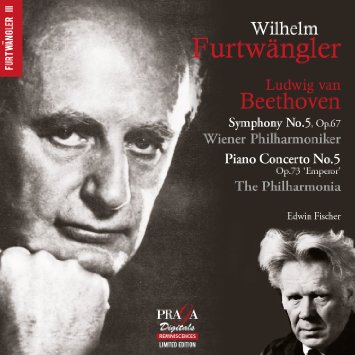 FURTWÄNGLER III
Wilhelm
Furtwängler
Ludwig van
Beethoven
Symphony No.5, Op.67
Wiener Philharmoniker
Piano Concerto No.5
Op.73 'Emperor'
The Philharmonia
Edwin Fischer
PRAGA
Digitals
REMINISCENCES
LIMITED EDITION